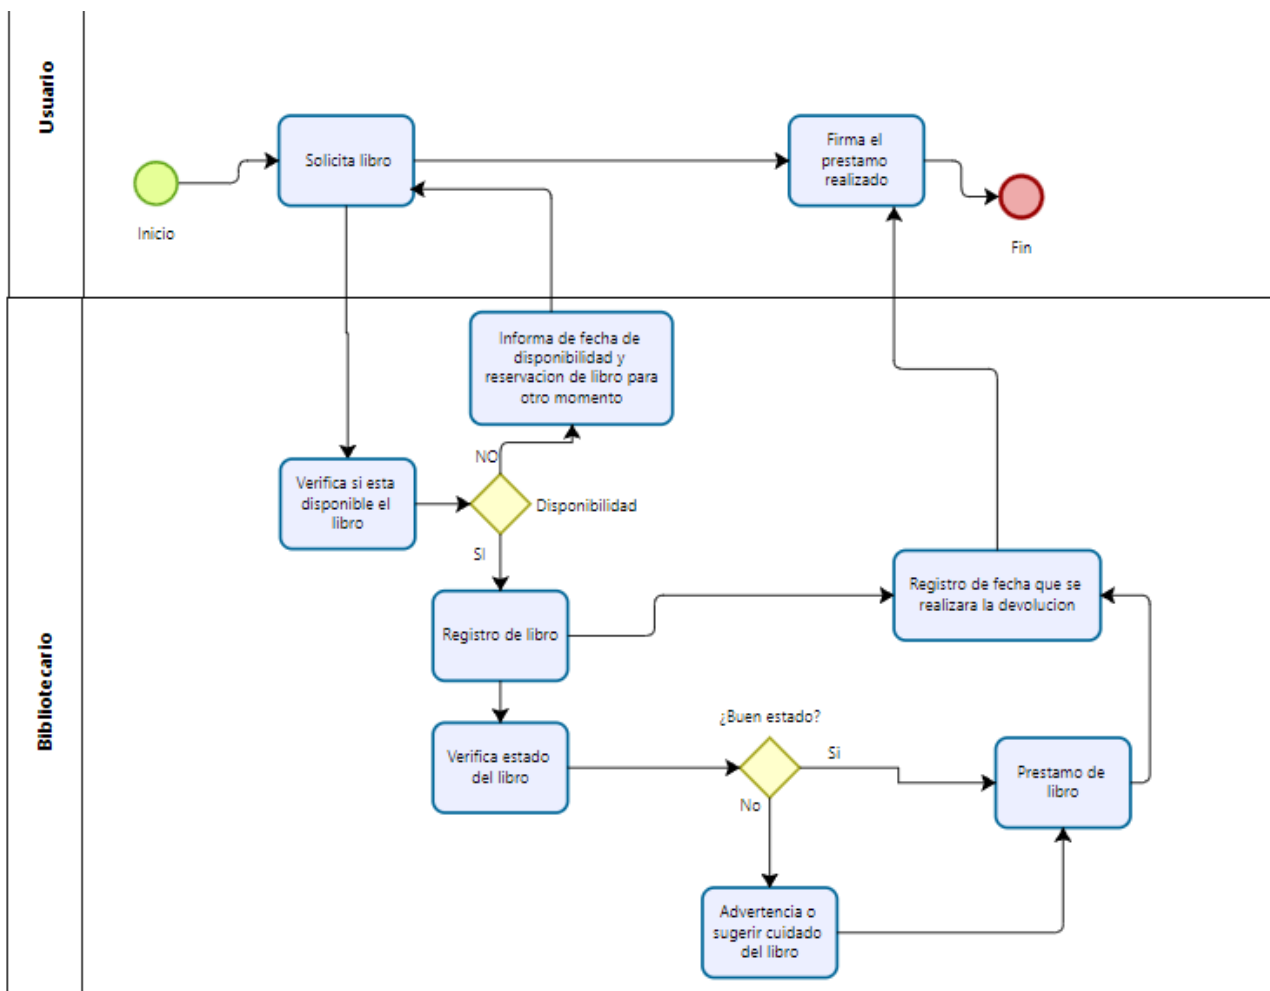 Usuario
Solicita libro
Firma el
prestamo
realizado
Inicio
Fin
Bibliotecario
Informa de fecha de
disponibilidad y
reservacion de libro para
otro momento
NO
Verifica si esta
disponible el
libro
Disponibilidad
SI
Registro de libro
Registro de fecha que se
realizara la devolucion
Verifica estado
del libro
¿Buen estado?
Si
No
Prestamo de
libro
Advertencia o
sugerir cuidado
del libro